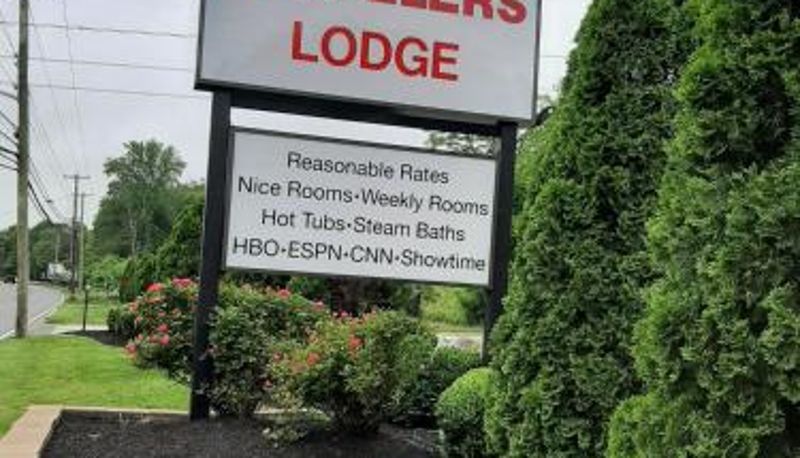 LODGE
Reasonable Rates
Nice Rooms•Weekly Rooms
Hot Tubs•Steam Baths
HBO•ESPN•CNN•Showtime